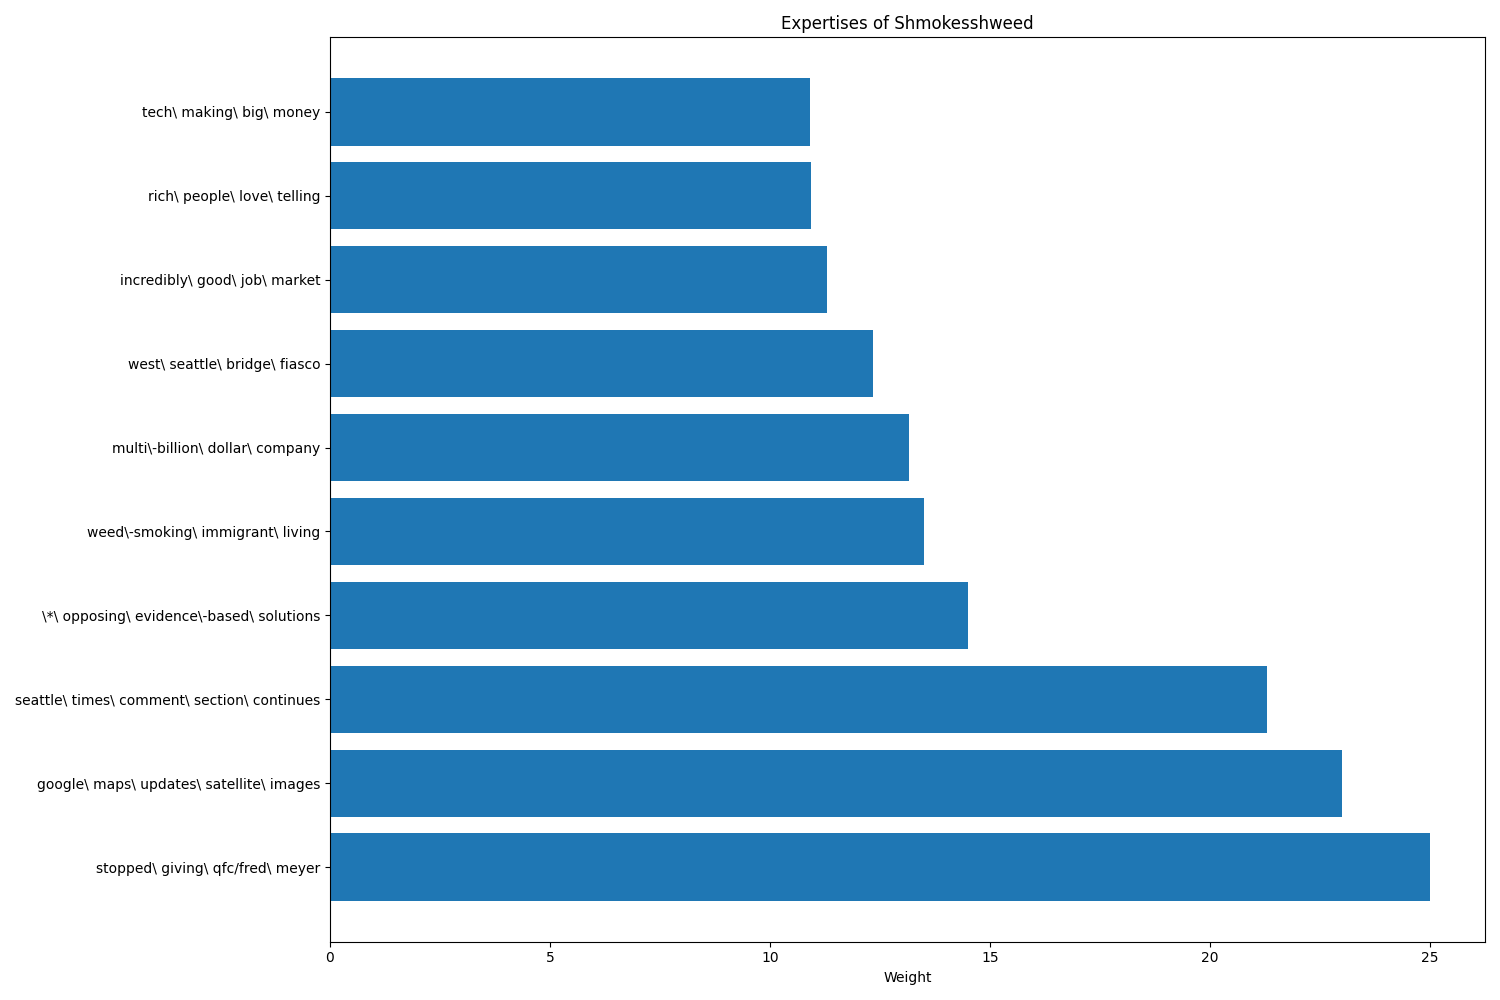 Expertises of Shmokesshweed
tech\ making\ big\ money
rich\ people\ love\ telling
incredibly\ good\ job\ market
west\ seattle\ bridge\ fiasco
multi\-billion\ dollar\ company
weed\-smoking\ immigrant\ living
\*\ opposing\ evidence\-based\ solutions
seattle\ times\ comment\ section\ continues
google\ maps\ updates\ satellite\ images
stopped\ giving\ qfc/fred\ meyer
0 5 10 15 20 25
Weight